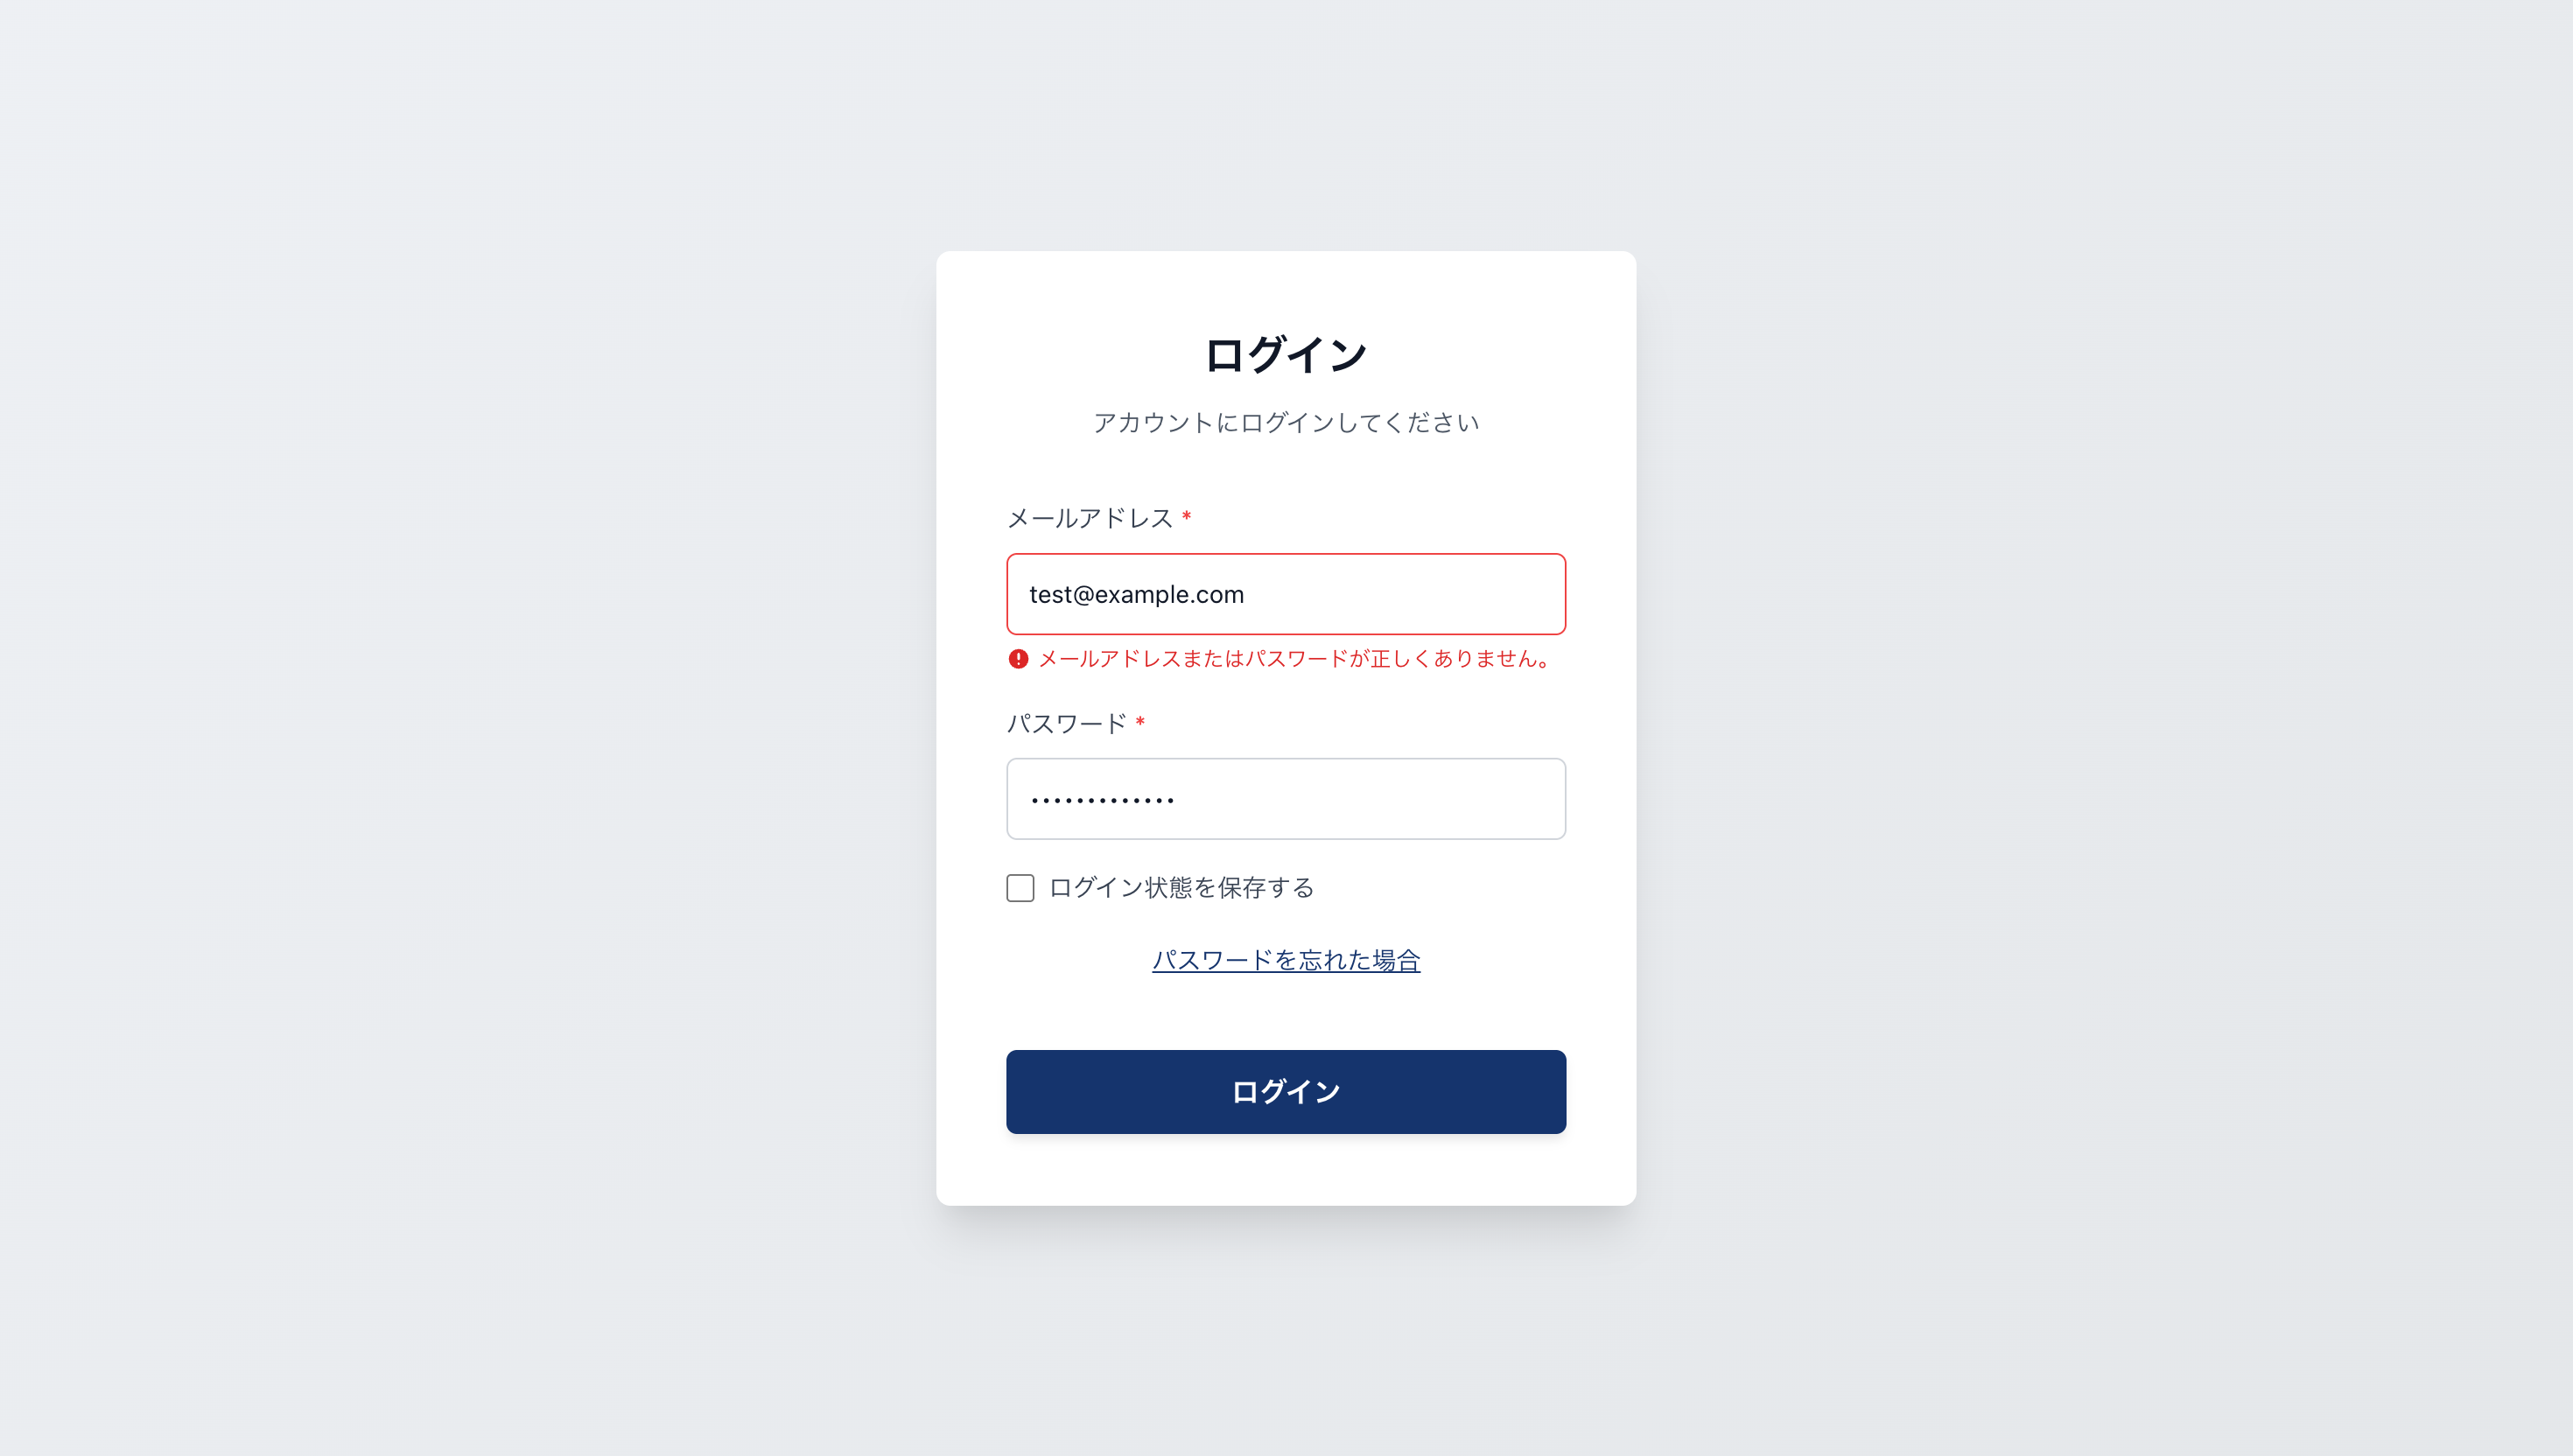 ログイン
アカウントにログインしてください
メールアドレス *
test@example.com
メールアドレスまたはパスワードが正しくありません。
パスワード *
•••••••••••••
ログイン状態を保存する
パスワードを忘れた場合
ログイン